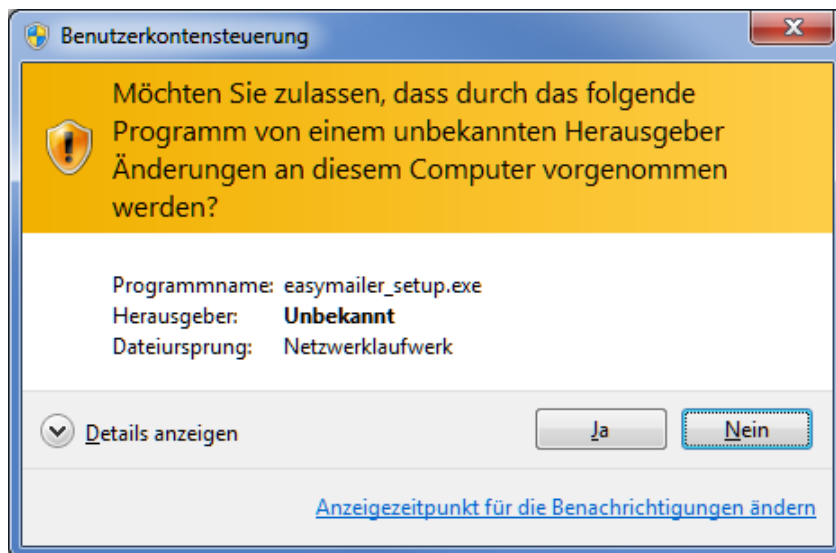 Benutzerkontensteuerung
Möchten Sie zulassen, dass durch das folgende
Programm von einem unbekannten Herausgeber
Änderungen an diesem Computer vorgenommen
werden?
Programmname: easymailer_setup.exe
Herausgeber: Unbekannt
Dateiursprung: Netzwerklaufwerk
Details anzeigen
Ja
Nein
Anzeigezeitpunkt für die Benachrichtigungen ändern